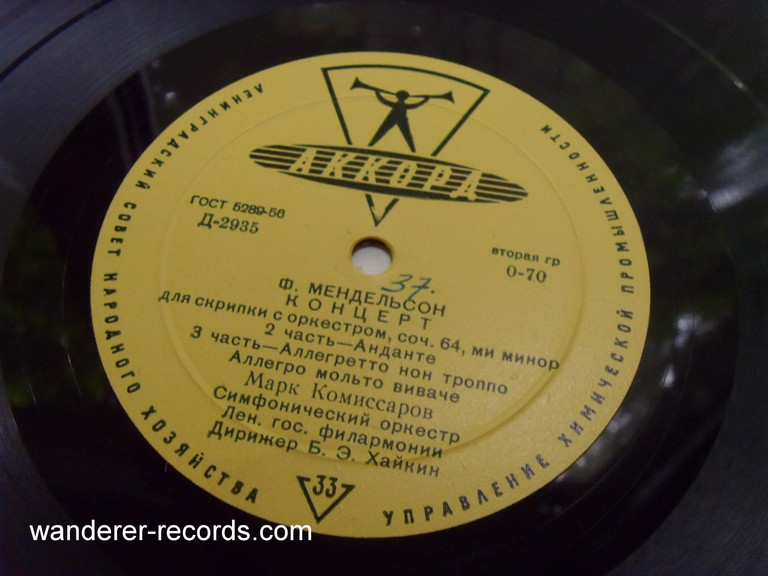 ЛЕНИНГРАДСКИЙ СОВЕТ НАРОДНОГО ХОЗЯЙСТВА
УПРАВЛЕНИЕ ХИМИЧЕСКОЙ ПРОМЫШЛЕННОСТИ
АККОРД
ГОСТ 5289-56
Д-2935
вторая гр
0-70
37.
Ф. МЕНДЕЛЬСОН
КОНЦЕРТ
для скрипки с оркестром, соч. 64, ми минор
2 часть—Анданте
3 часть—Аллегретто нон троппо
Аллегро мольто виваче
Марк Комиссаров
Симфонический оркестр
Лен. гос. филармонии
Дирижер Б. Э. Хайкин
33
wanderer-records.com